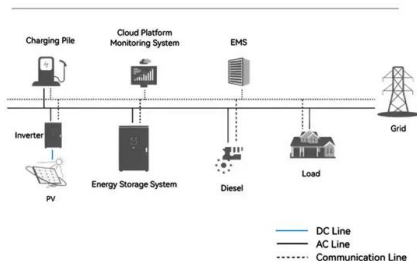 Charging Pile
Cloud Platform
Monitoring System
EMS
Grid
Inverter
PV
Energy Storage System
Diesel
Load
DC Line
AC Line
Communication Line